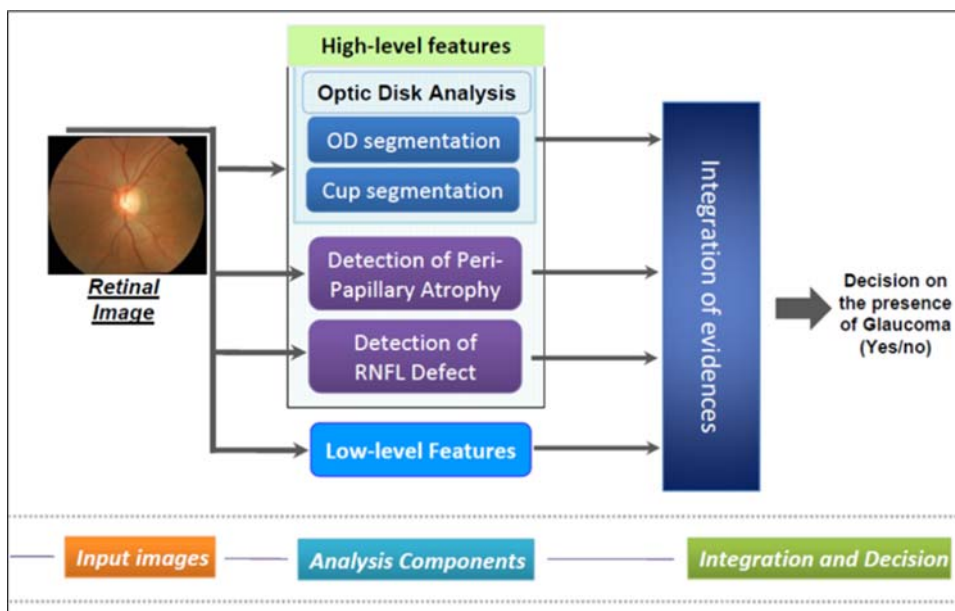 High-level features
Optic Disk Analysis
OD segmentation
Cup segmentation
Retinal
Image
Detection of Peri-
Papillary Atrophy
Detection of
RNFL Defect
Low-level Features
Integration of evidences
Decision on
the presence
of Glaucoma
(Yes/no)
Input images
Analysis Components
Integration and Decision